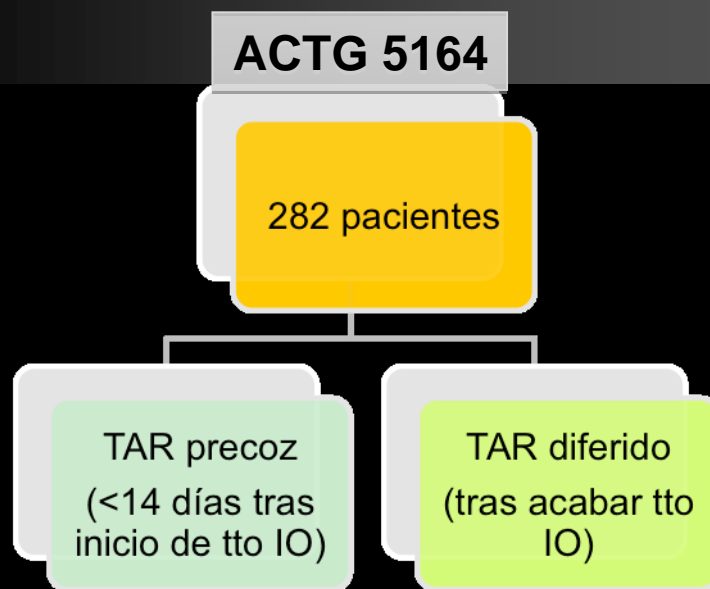 ACTG 5164
282 pacientes
TAR precoz
(<14 días tras
inicio de tto IO)
TAR diferido
(tras acabar tto
IO)